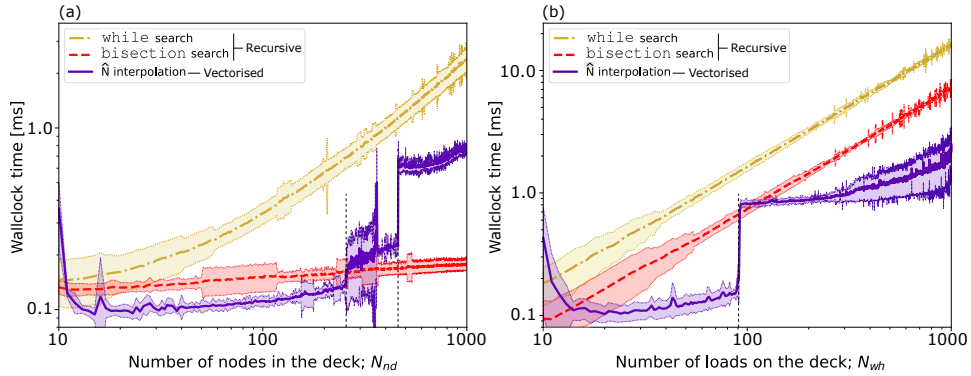 (a)
while search
bisection search
Recursive
N̂ interpolation — Vectorised
Wallclock time [ms]
1.0
0.1
10
100
1000
Number of nodes in the deck; N_nd
(b)
while search
bisection search
Recursive
N̂ interpolation — Vectorised
Wallclock time [ms]
10.0
1.0
0.1
10
100
1000
Number of loads on the deck; N_wh